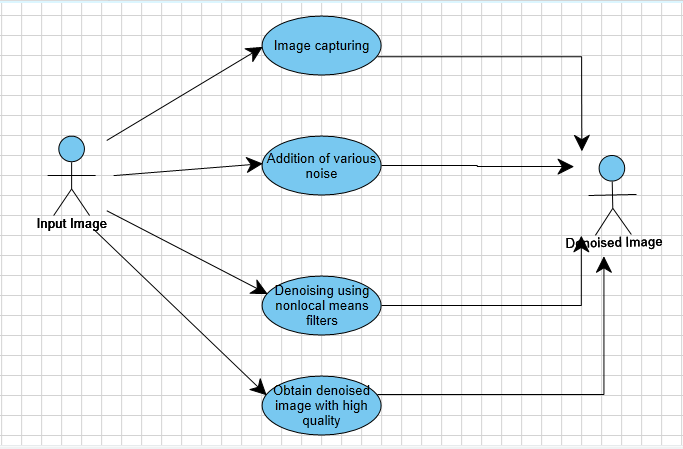 Image capturing
Addition of various
noise
Input Image
Denoised Image
Denoising using
nonlocal means
filters
Obtain denoised
image with high
quality